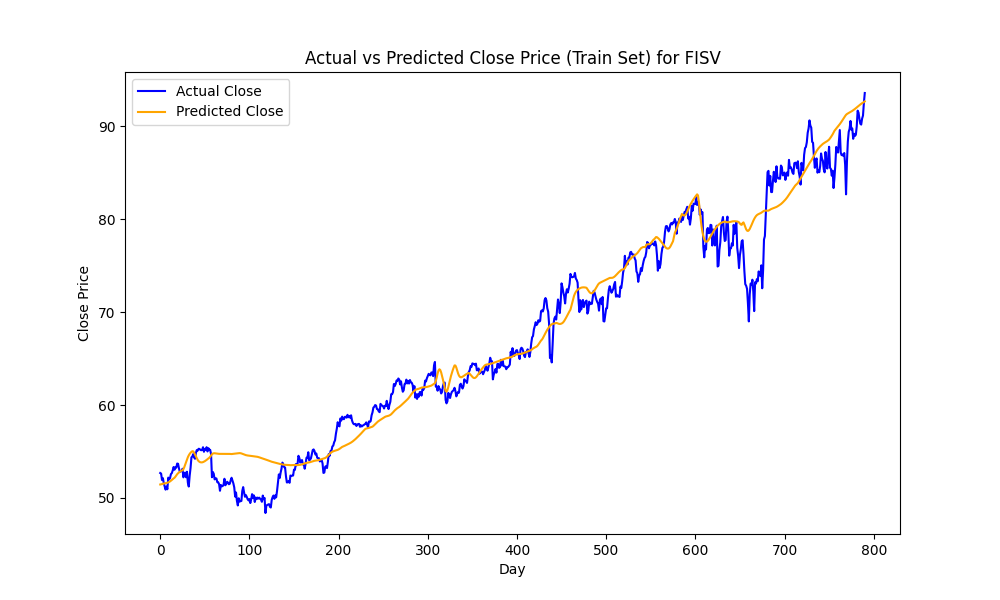 Actual vs Predicted Close Price (Train Set) for FISV
Actual Close
Predicted Close
Close Price
90
80
70
60
50
0 100 200 300 400 500 600 700 800
Day